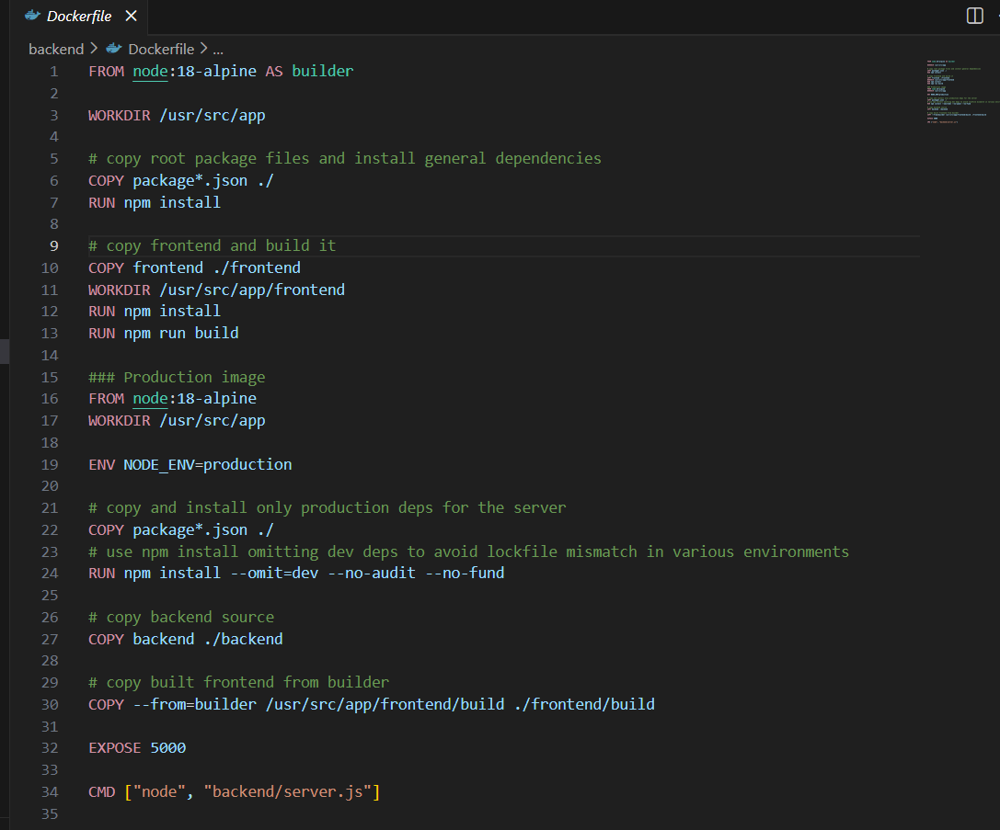 Dockerfile
backend > Dockerfile > ...
1 FROM node:18-alpine AS builder
2
3 WORKDIR /usr/src/app
4
5 # copy root package files and install general dependencies
6 COPY package*.json ./
7 RUN npm install
8
9 # copy frontend and build it
10 COPY frontend ./frontend
11 WORKDIR /usr/src/app/frontend
12 RUN npm install
13 RUN npm run build
14
15 ### Production image
16 FROM node:18-alpine
17 WORKDIR /usr/src/app
18
19 ENV NODE_ENV=production
20
21 # copy and install only production deps for the server
22 COPY package*.json ./
23 # use npm install omitting dev deps to avoid lockfile mismatch in various environments
24 RUN npm install --omit=dev --no-audit --no-fund
25
26 # copy backend source
27 COPY backend ./backend
28
29 # copy built frontend from builder
30 COPY --from=builder /usr/src/app/frontend/build ./frontend/build
31
32 EXPOSE 5000
33
34 CMD ["node", "backend/server.js"]
35